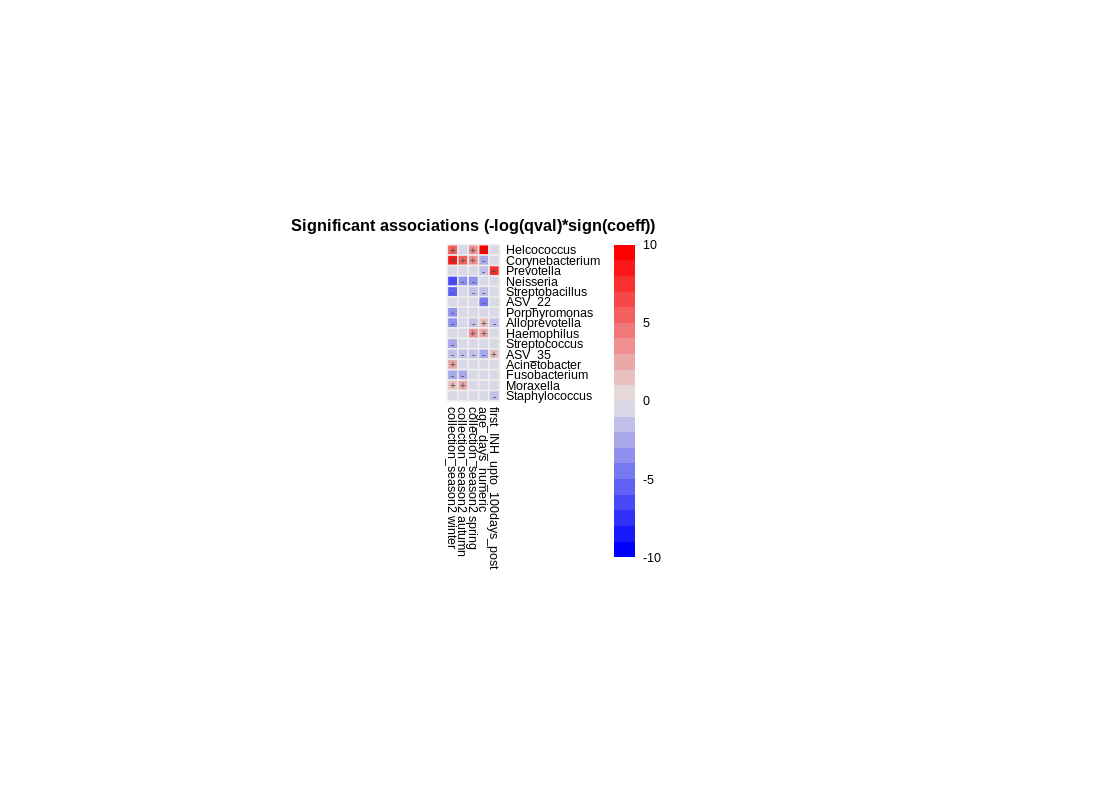 Significant associations (-log(qval)*sign(coeff))
+ + + Helcococcus
+ + + - Corynebacterium
- + Prevotella
- - - Neisseria
- - - Streptobacillus
- ASV_22
- Porphyromonas
- - + - Alloprevotella
+ + Haemophilus
- Streptococcus
- - - - + ASV_35
+ Acinetobacter
- - Fusobacterium
+ + Moraxella
- Staphylococcus
collection_season2 winter
collection_season2 autumn
collection_season2 spring
age_days_numeric
first_INH_upto_100days_post
10
5
0
-5
-10